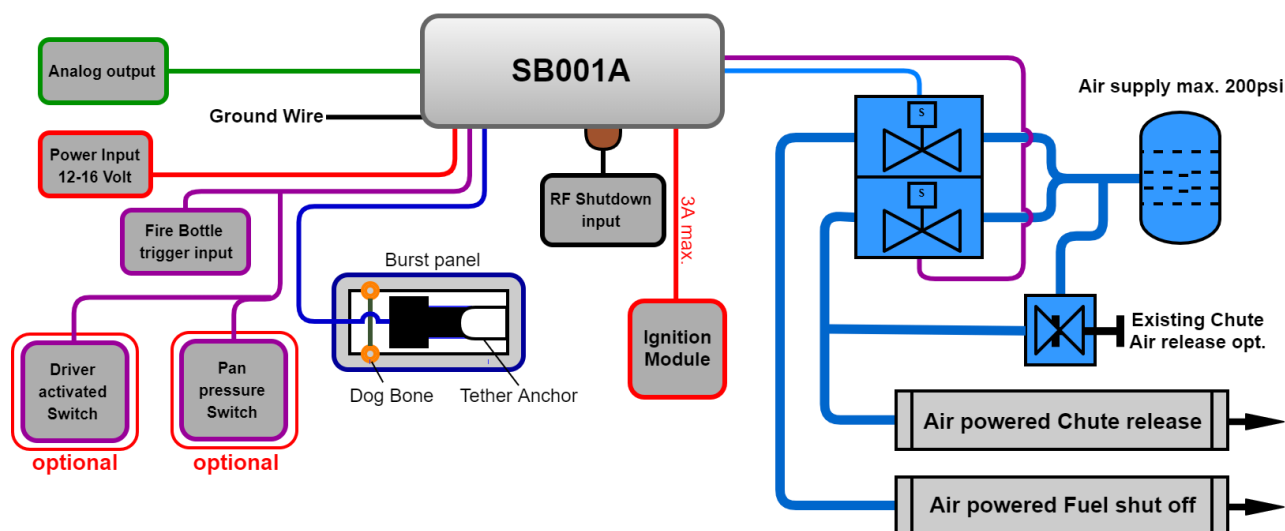 SB001A
Analog output
Ground Wire
Power Input
12-16 Volt
Fire Bottle
trigger input
RF Shutdown
input
3A max.
Air supply max. 200psi
S
S
Burst panel
Dog Bone
Tether Anchor
Driver
activated
Switch
optional
Pan
pressure
Switch
optional
Ignition
Module
Existing Chute
Air release opt.
Air powered Chute release
Air powered Fuel shut off